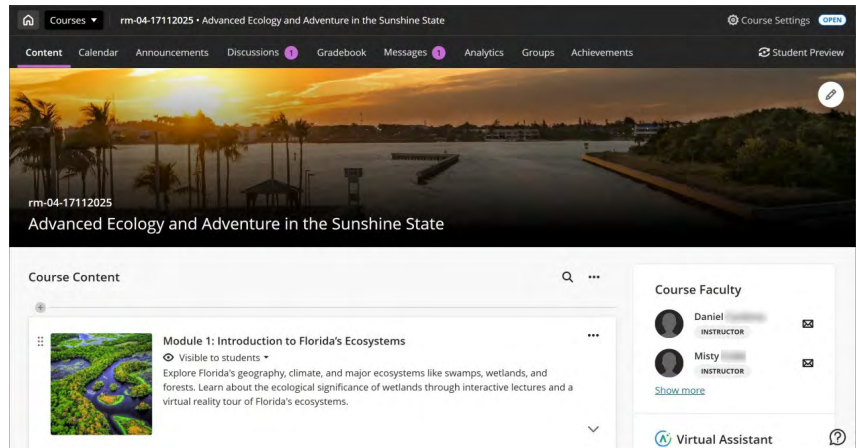 Courses
rm-04-17112025 • Advanced Ecology and Adventure in the Sunshine State
Course Settings OPEN
Content Calendar Announcements Discussions 1 Gradebook Messages 1 Analytics Groups Achievements Student Preview
rm-04-17112025
Advanced Ecology and Adventure in the Sunshine State
Course Content
Module 1: Introduction to Florida's Ecosystems
Visible to students
Explore Florida's geography, climate, and major ecosystems like swamps, wetlands, and
forests. Learn about the ecological significance of wetlands through interactive lectures and a
virtual reality tour of Florida's ecosystems.
Course Faculty
Daniel
INSTRUCTOR
Misty
INSTRUCTOR
Show more
Virtual Assistant